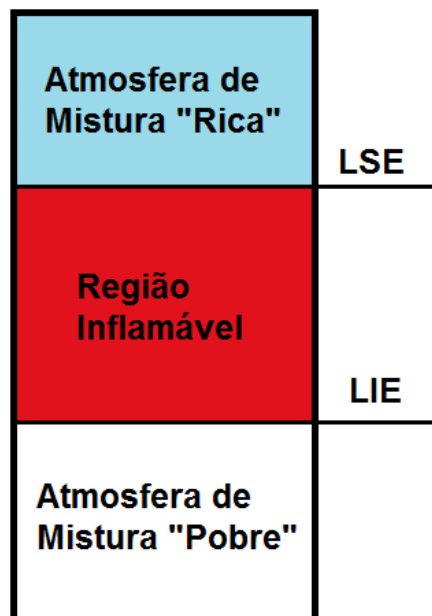 Atmosfera de
Mistura "Rica"
LSE
Região
Inflamável
LIE
Atmosfera de
Mistura "Pobre"